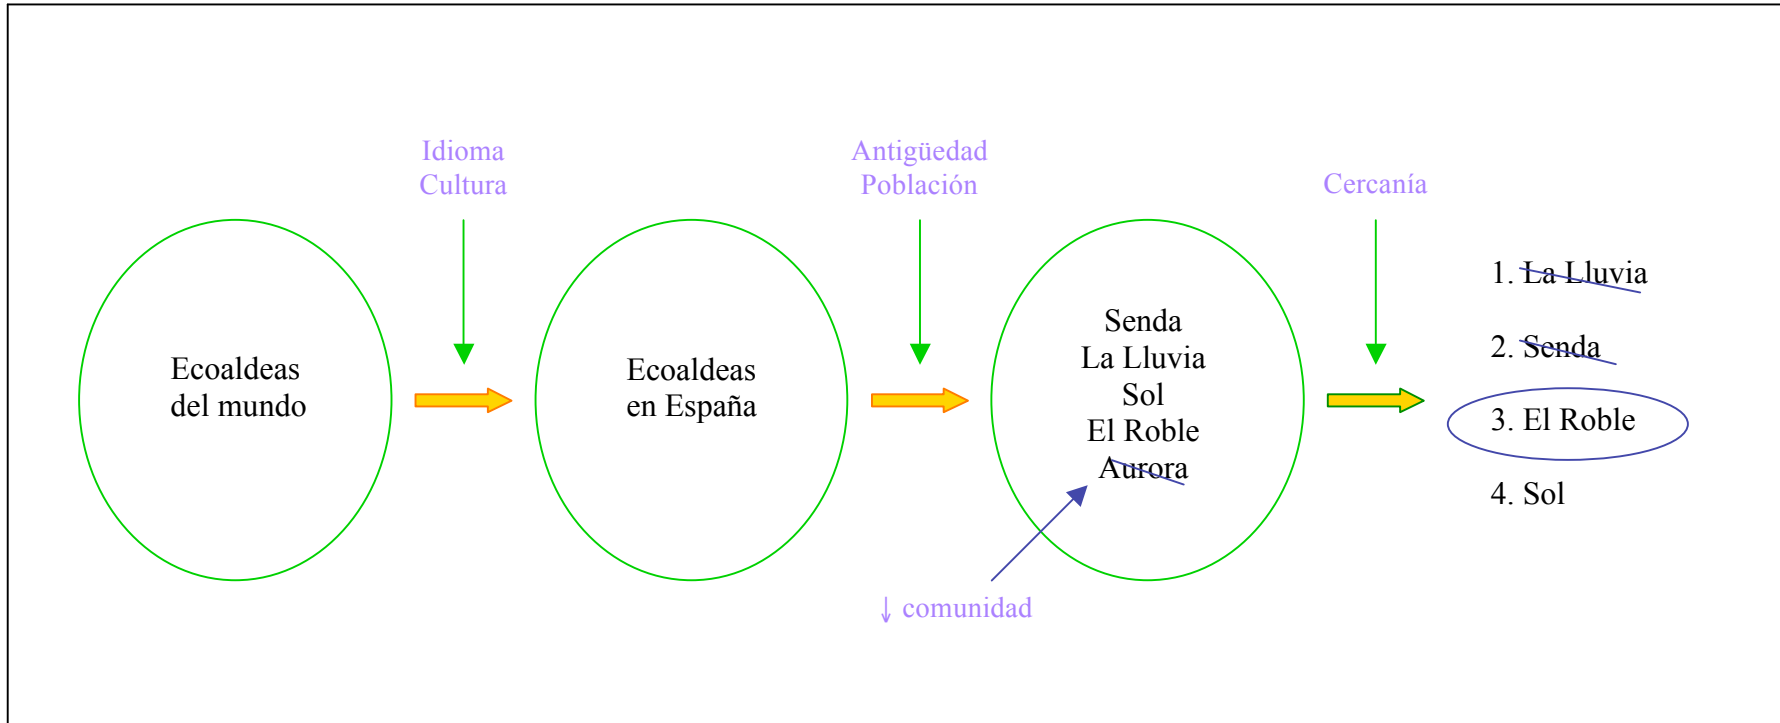 Idioma
Cultura
Antigüedad
Población
Cercanía
Ecoaldeas
del mundo
Ecoaldeas
en España
Senda
La Lluvia
Sol
El Roble
Aurora
↓ comunidad
1. La Lluvia
2. Senda
3. El Roble
4. Sol